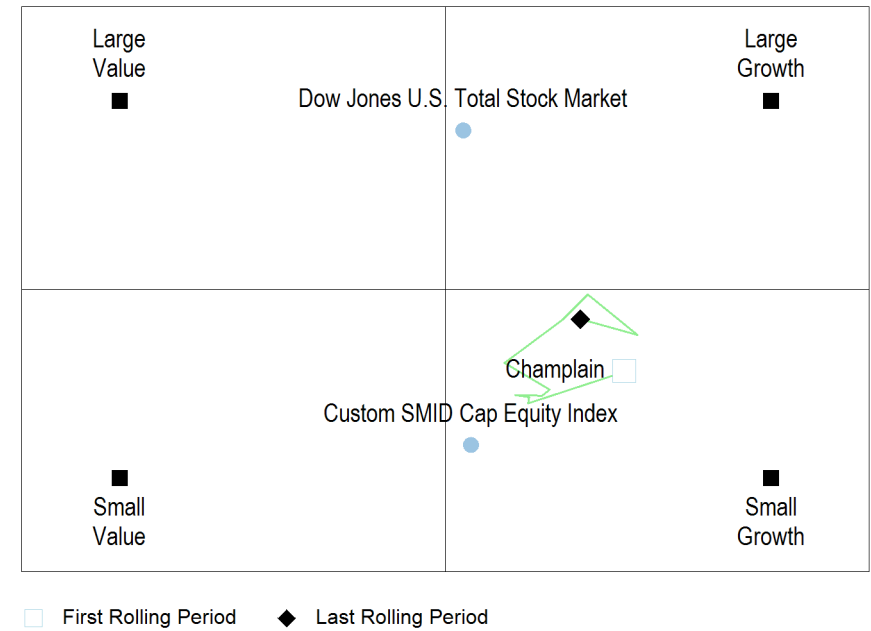 Large
Value
Large
Growth
Dow Jones U.S. Total Stock Market
Champlain
Custom SMID Cap Equity Index
Small
Value
Small
Growth
First Rolling Period
Last Rolling Period